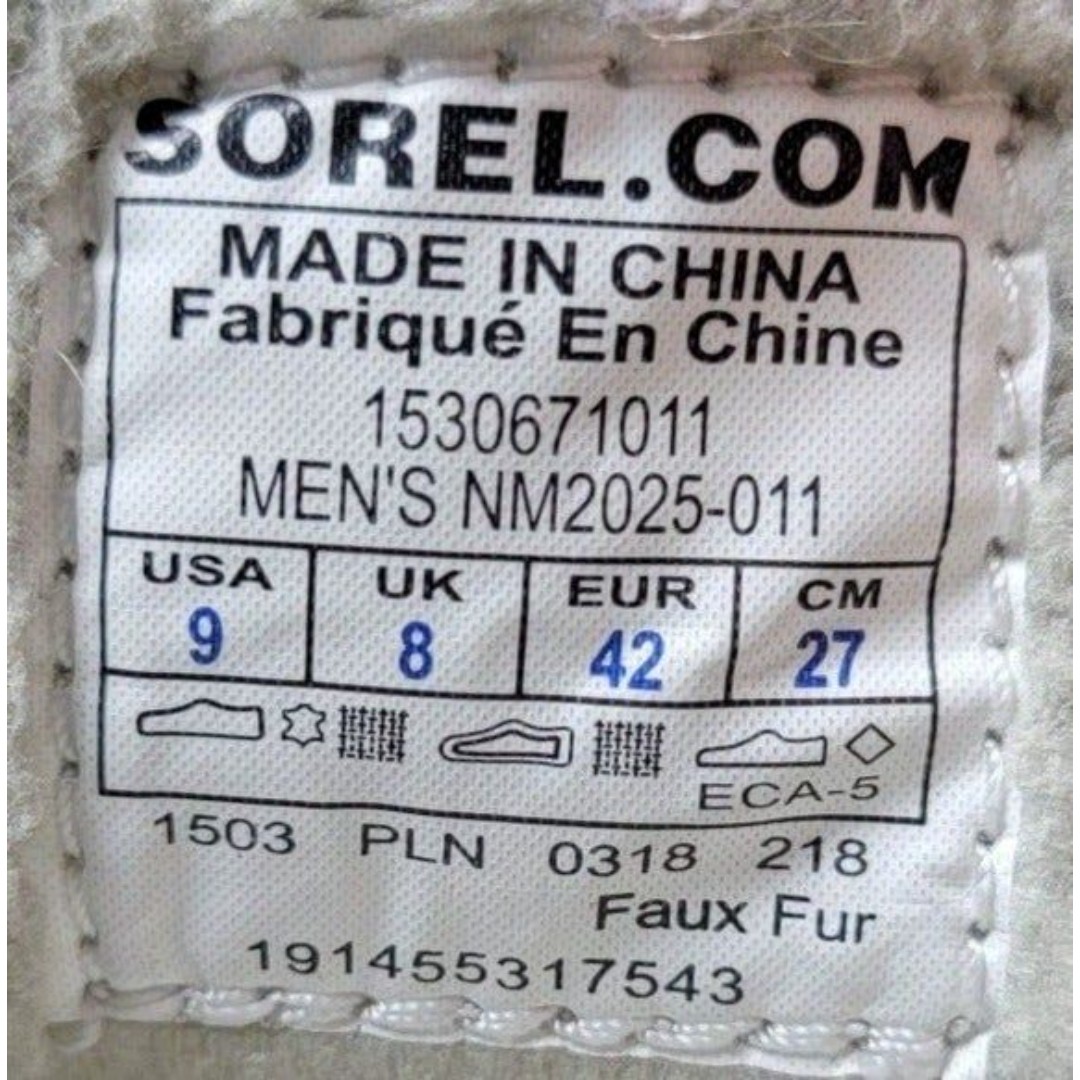 SOREL.COM
MADE IN CHINA
Fabriqué En Chine
1530671011
MEN'S NM2025-011
USA UK EUR CM
9 8 42 27
ECA-5
1503 PLN 0318 218
Faux Fur
191455317543